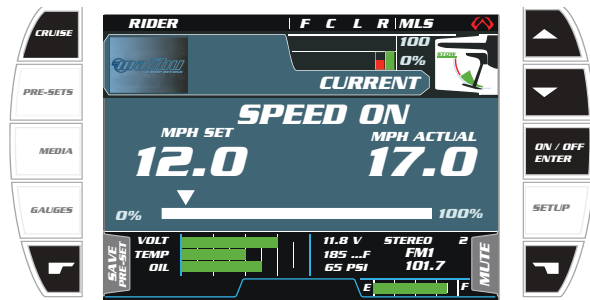 CRUISE
PRE-SETS
MEDIA
GAUGES
RIDER F C L R MLS
100
0%
STOW
malibu
CURRENT
SPEED ON
MPH SET MPH ACTUAL
12.0 17.0
0% 100%
SAVE
PRE-SET
VOLT 11.8 V STEREO 2
TEMP 185 ...F FM1
OIL 65 PSI 101.7
E F
MUTE
ON / OFF
ENTER
SETUP